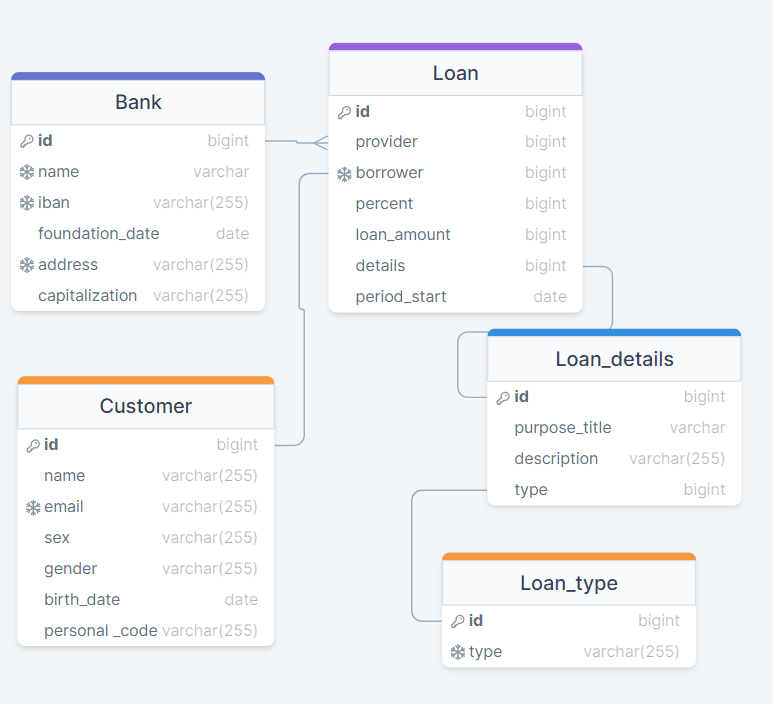 Bank
id bigint
name varchar
iban varchar(255)
foundation_date date
address varchar(255)
capitalization varchar(255)
Loan
id bigint
provider bigint
borrower bigint
percent bigint
loan_amount bigint
details bigint
period_start date
Customer
id bigint
name varchar(255)
email varchar(255)
sex varchar(255)
gender varchar(255)
birth_date date
personal _code varchar(255)
Loan_details
id bigint
purpose_title varchar
description varchar(255)
type bigint
Loan_type
id bigint
type varchar(255)